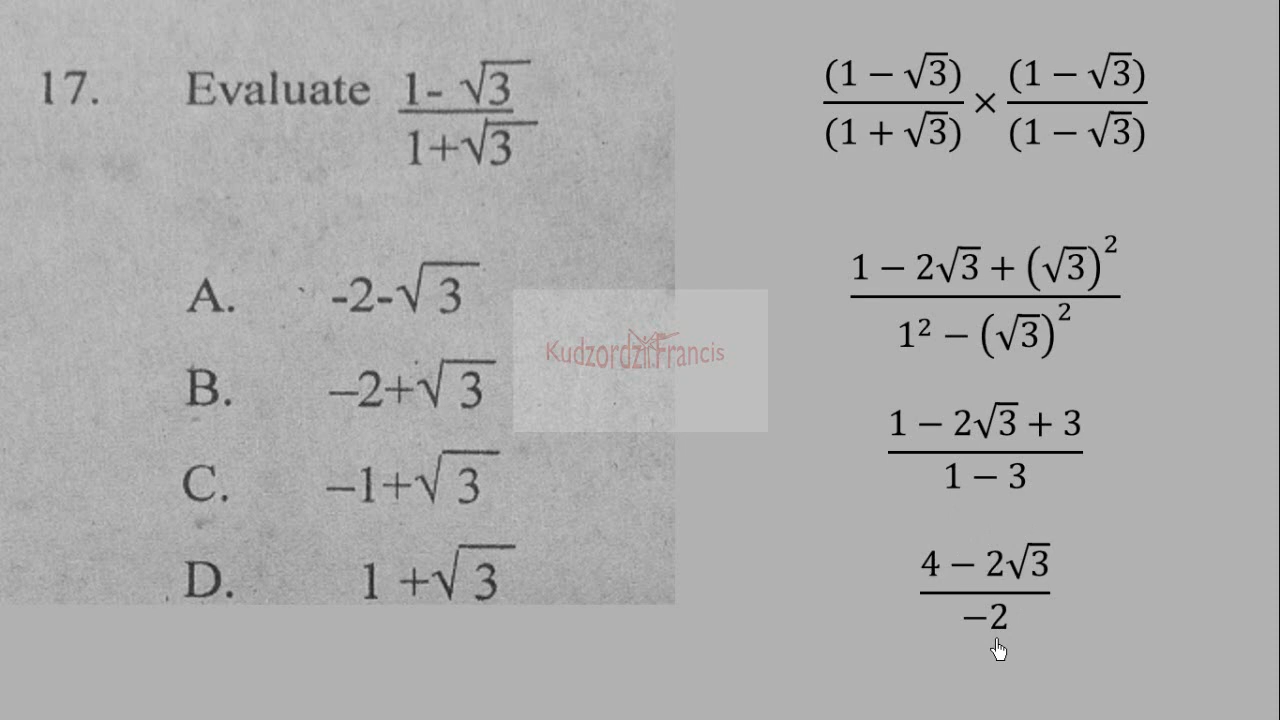 17. Evaluate (1- √3)/(1+√3)
A. -2-√3
B. –2+√3
C. –1+√3
D. 1 +√3
Kudzordzi Francis
(1 − √3)/(1 + √3) × (1 − √3)/(1 − √3)
(1 − 2√3 + (√3)²)/(1² − (√3)²)
(1 − 2√3 + 3)/(1 − 3)
(4 − 2√3)/(−2)